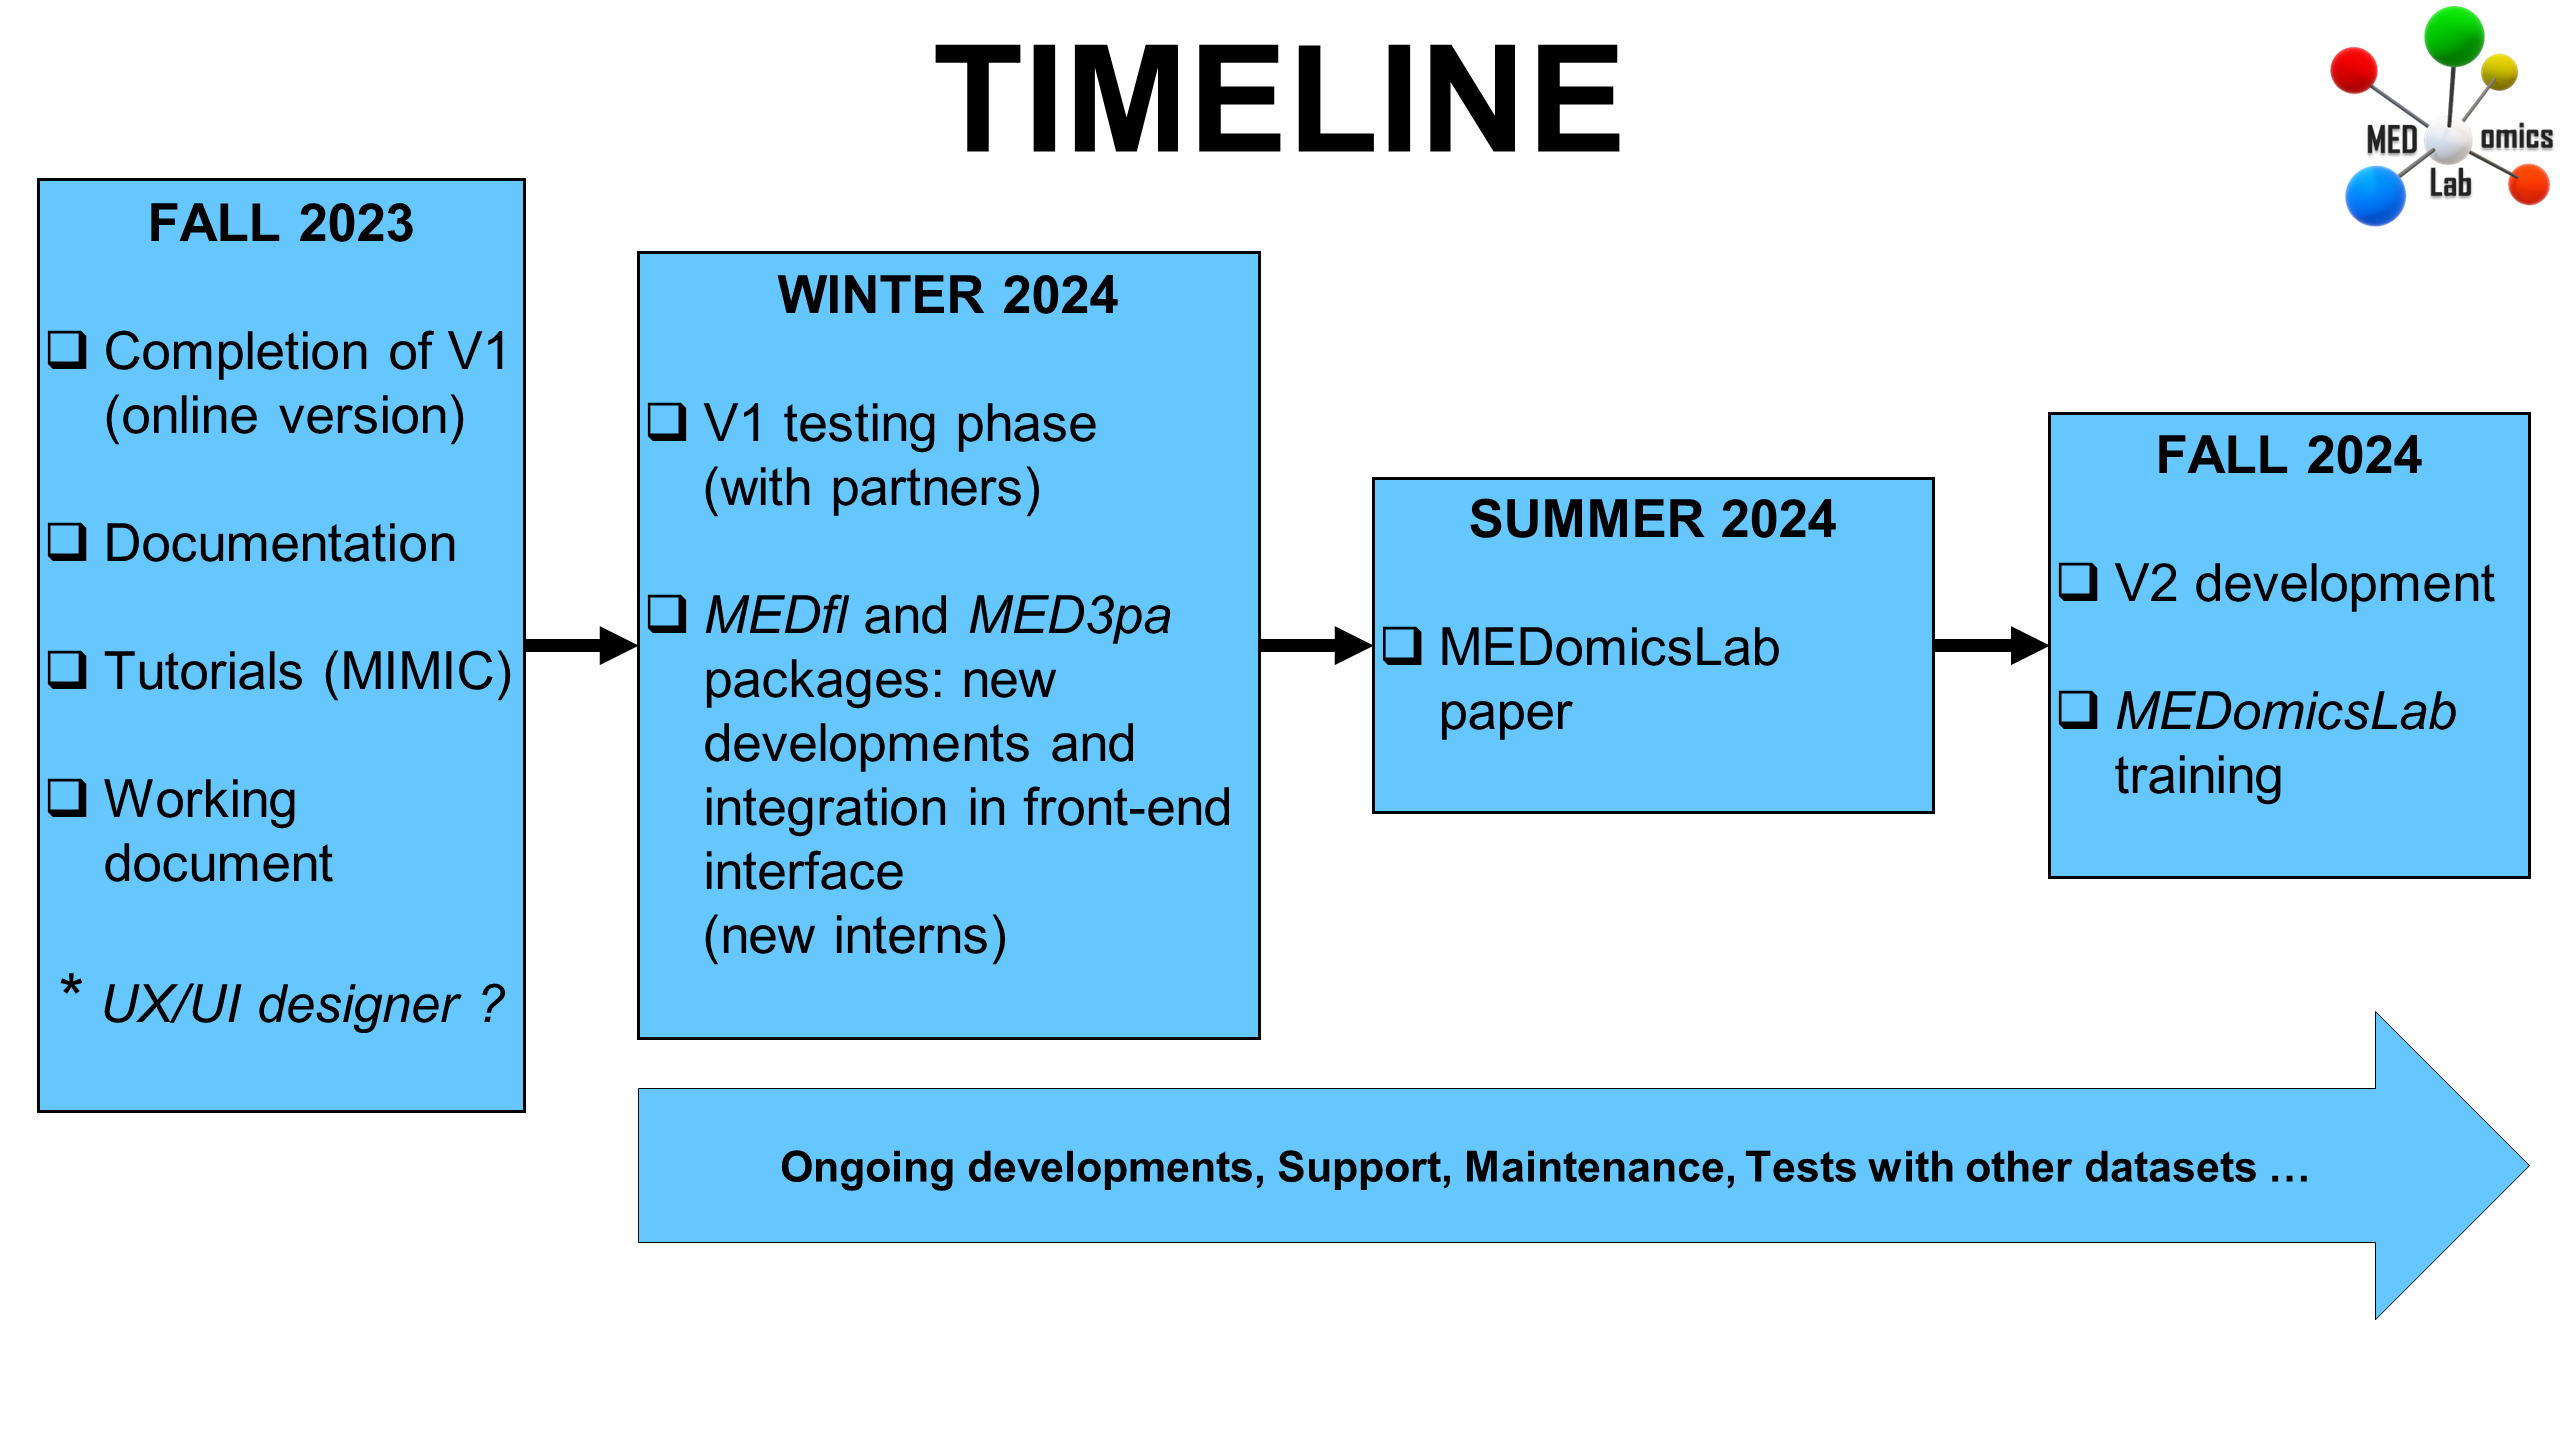 TIMELINE
MED omics
Lab
FALL 2023
❑ Completion of V1
(online version)
❑ Documentation
❑ Tutorials (MIMIC)
❑ Working
document
* UX/UI designer ?
WINTER 2024
❑ V1 testing phase
(with partners)
❑ MEDfl and MED3pa
packages: new
developments and
integration in front-end
interface
(new interns)
SUMMER 2024
❑ MEDomicsLab
paper
FALL 2024
❑ V2 development
❑ MEDomicsLab
training
Ongoing developments, Support, Maintenance, Tests with other datasets …